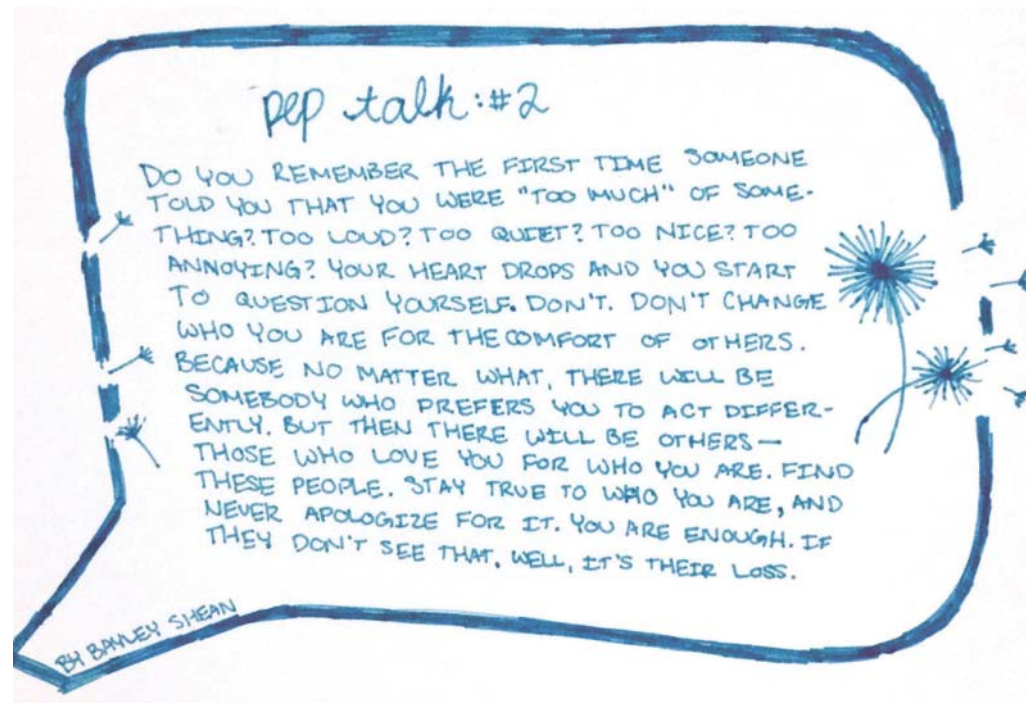 pep talk: #2
DO YOU REMEMBER THE FIRST TIME SOMEONE
TOLD YOU THAT YOU WERE "TOO MUCH" OF SOME-
THING? TOO LOUD? TOO QUIET? TOO NICE? TOO
ANNOYING? YOUR HEART DROPS AND YOU START
TO QUESTION YOURSELF. DON'T. DON'T CHANGE
WHO YOU ARE FOR THE COMFORT OF OTHERS.
BECAUSE NO MATTER WHAT, THERE WILL BE
SOMEBODY WHO PREFERS YOU TO ACT DIFFER-
ENTLY. BUT THEN THERE WILL BE OTHERS—
THOSE WHO LOVE YOU FOR WHO YOU ARE. FIND
THESE PEOPLE. STAY TRUE TO WHO YOU ARE, AND
NEVER APOLOGIZE FOR IT. YOU ARE ENOUGH. IF
THEY DON'T SEE THAT, WELL, IT'S THEIR LOSS.
BY BAYLEY SHEAN